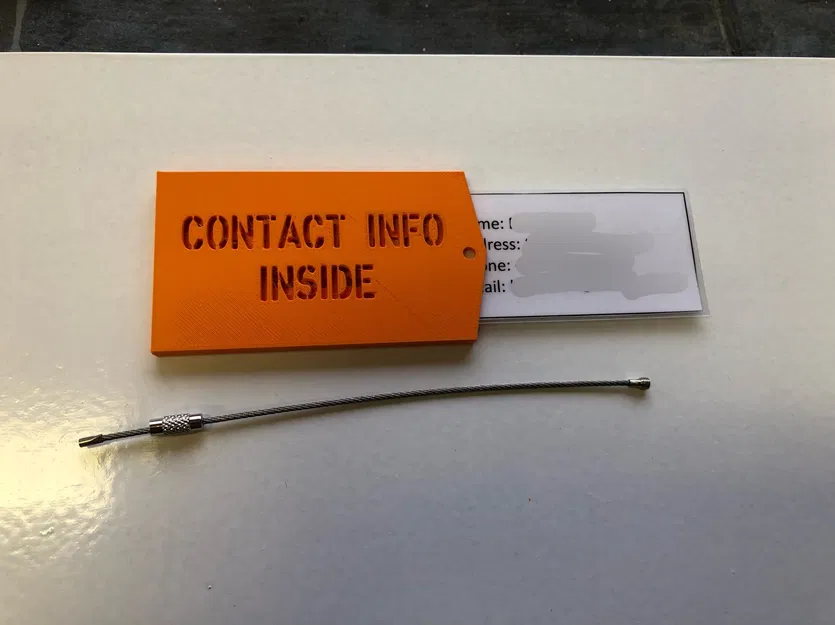 CONTACT INFO
INSIDE
me:
dress:
one:
ail: